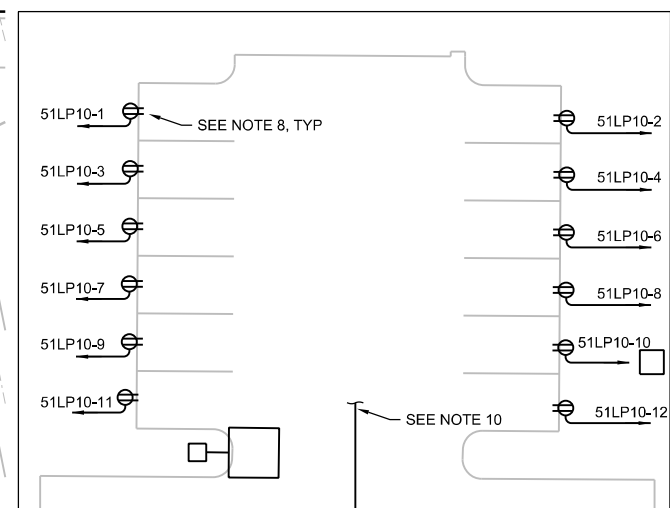 51LP10-1
SEE NOTE 8, TYP
51LP10-2
51LP10-3
51LP10-4
51LP10-5
51LP10-6
51LP10-7
51LP10-8
51LP10-9
51LP10-10
51LP10-11
SEE NOTE 10
51LP10-12